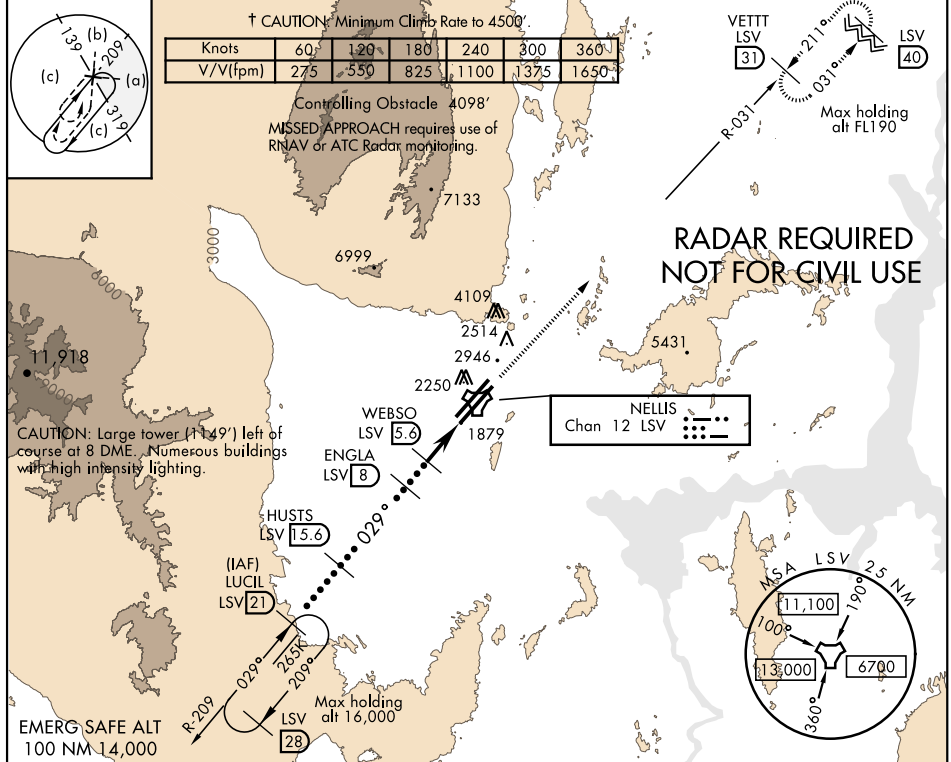 † CAUTION: Minimum Climb Rate to 4500'.
Knots 60 120 180 240 300 360
V/V(fpm) 275 550 825 1100 1375 1650
Controlling Obstacle 4098'
MISSED APPROACH requires use of
RNAV or ATC Radar monitoring.
139
(b)
209
(c)
(a)
319
(c)
VETTT
LSV
31
211°
031°
LSV
40
R-031
Max holding
alt FL190
RADAR REQUIRED
NOT FOR CIVIL USE
7133
3000
6999
6000
4109
2514
2946
2250
5431
11,918
9000
NELLIS
Chan 12 LSV
1879
WEBSO
LSV 5.6
CAUTION: Large tower (1149') left of
course at 8 DME. Numerous buildings
with high intensity lighting.
ENGLA
LSV 8
029°
HUSTS
LSV 15.6
(IAF)
LUCIL
LSV 21
265K
029°
209°
R-209
Max holding
alt 16,000
LSV
28
EMERG SAFE ALT
100 NM 14,000
MSA LSV 25 NM
11,100
190°
100°
13,000
6700
360°